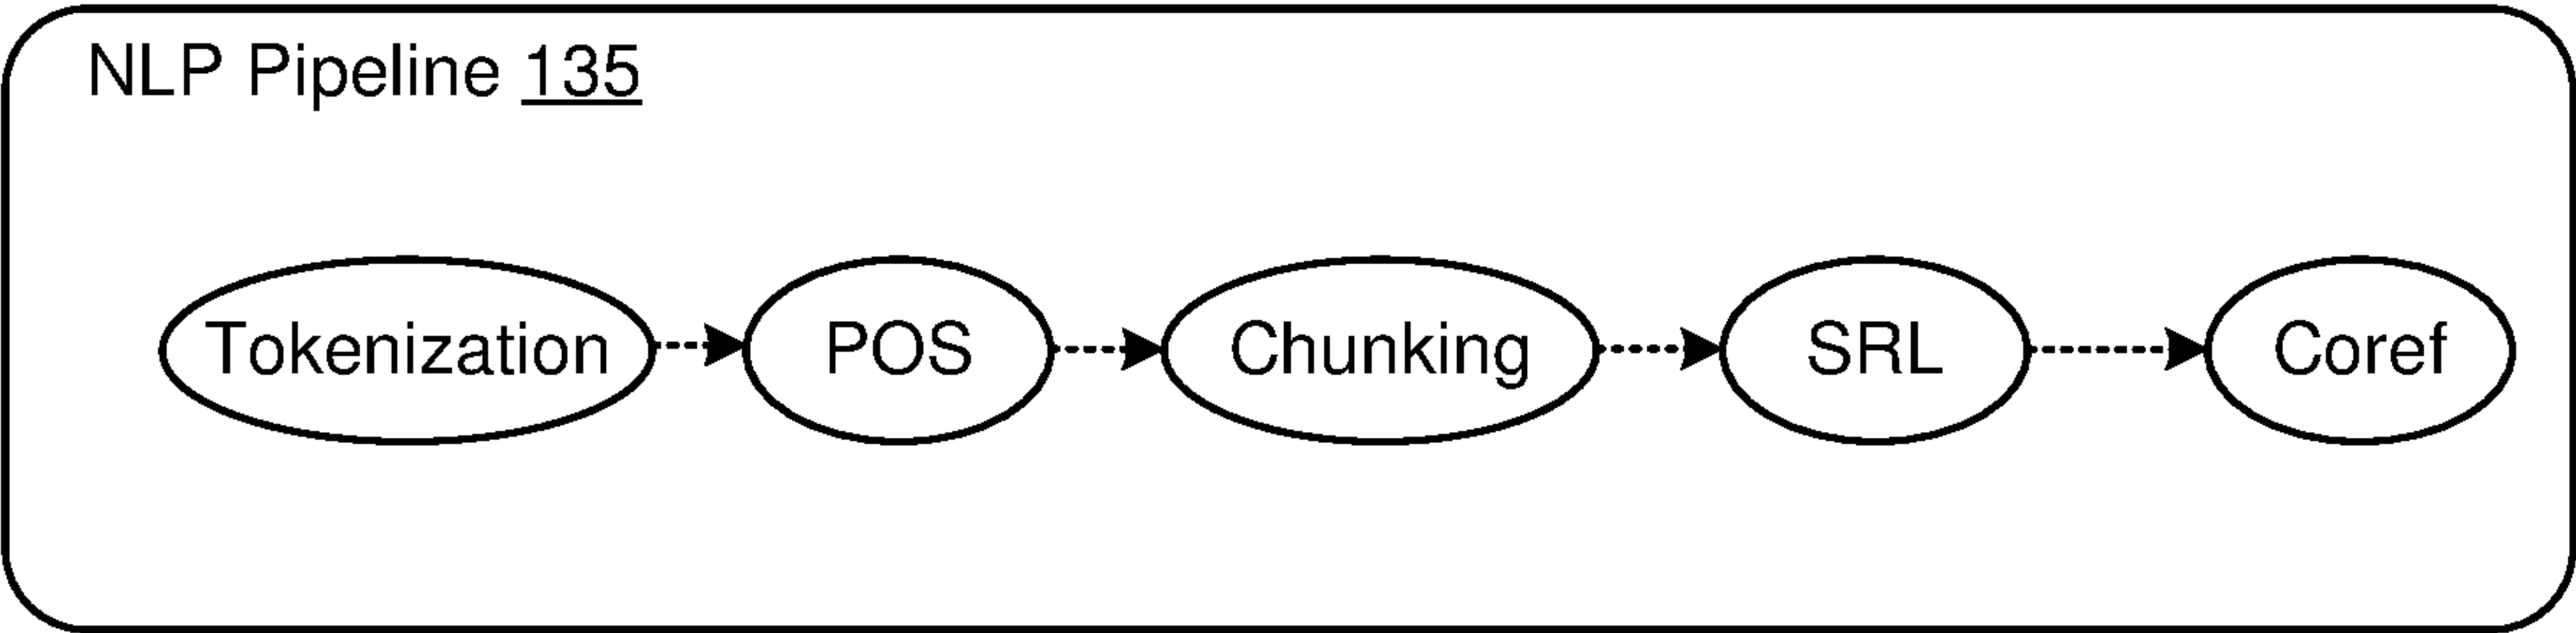 NLP Pipeline 135
Tokenization
POS
Chunking
SRL
Coref